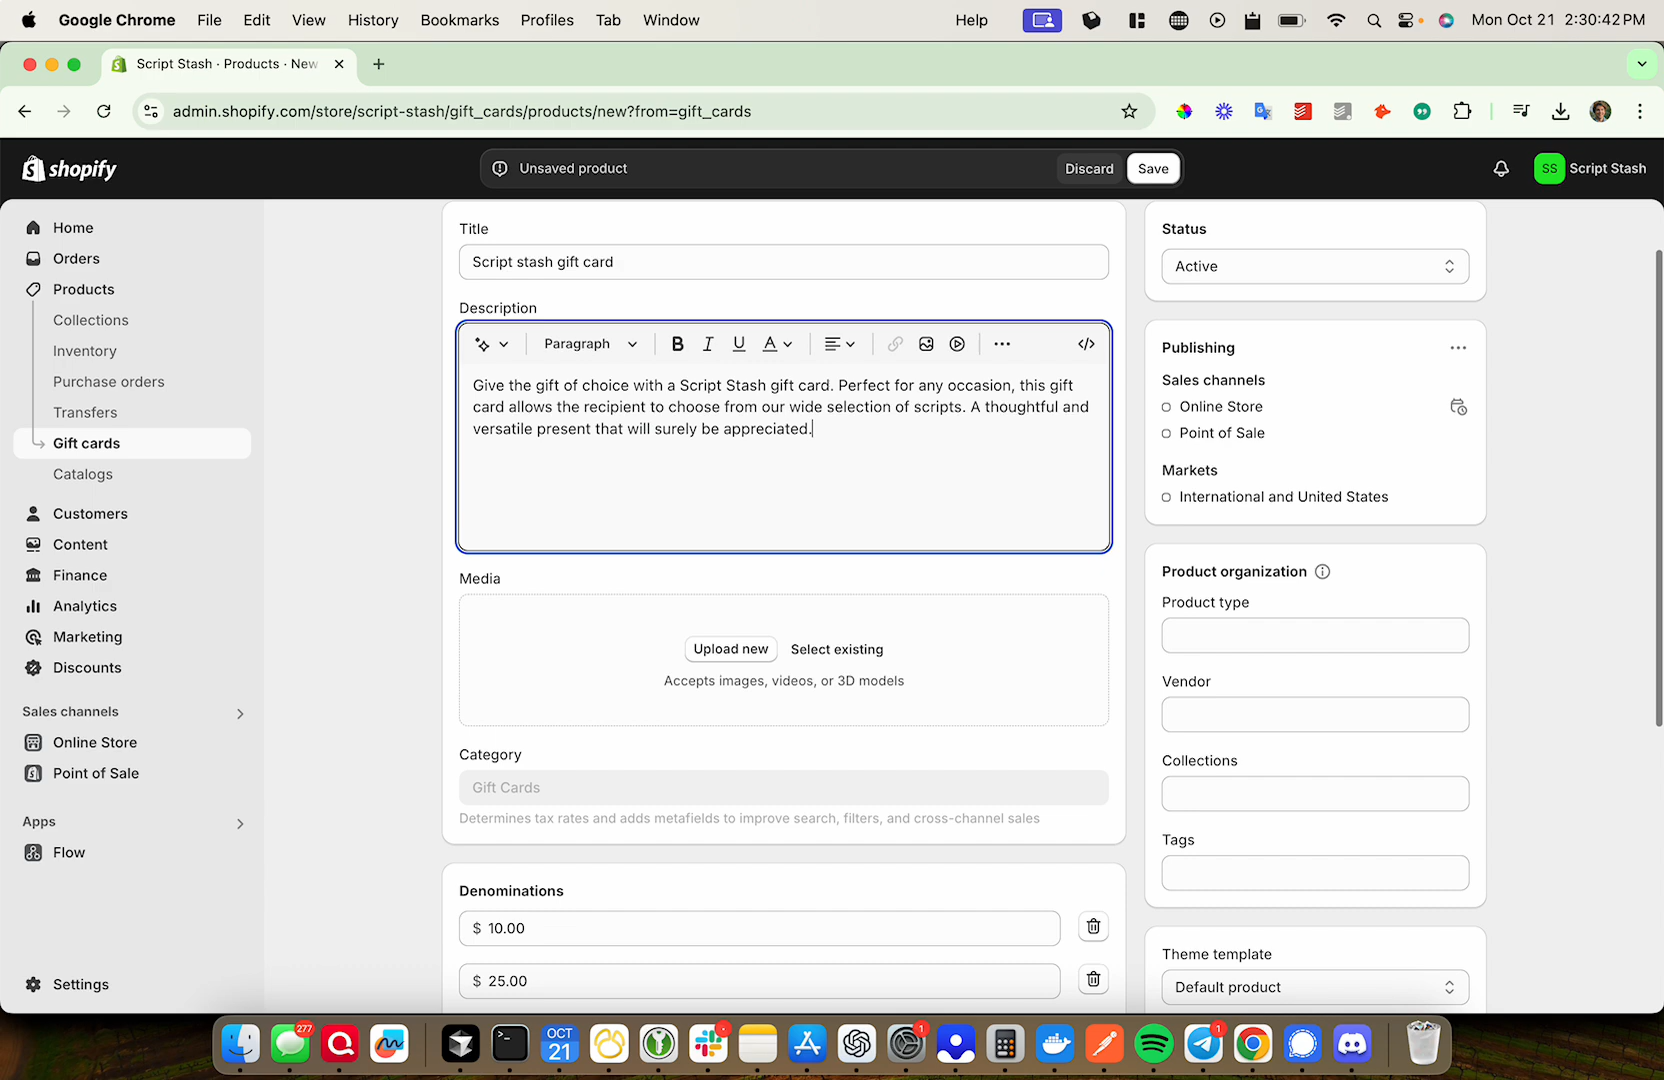 Google Chrome File Edit View History Bookmarks Profiles Tab Window Help Mon Oct 21 2:30:42 PM
Script Stash · Products · New
admin.shopify.com/store/script-stash/gift_cards/products/new?from=gift_cards
shopify Unsaved product Discard Save SS Script Stash
Home
Orders
Products
Collections
Inventory
Purchase orders
Transfers
Gift cards
Catalogs
Customers
Content
Finance
Analytics
Marketing
Discounts
Sales channels
Online Store
Point of Sale
Apps
Flow
Settings
Title
Script stash gift card
Description
Paragraph B I U A
Give the gift of choice with a Script Stash gift card. Perfect for any occasion, this gift
card allows the recipient to choose from our wide selection of scripts. A thoughtful and
versatile present that will surely be appreciated.
Media
Upload new Select existing
Accepts images, videos, or 3D models
Category
Gift Cards
Determines tax rates and adds metafields to improve search, filters, and cross-channel sales
Denominations
$ 10.00
$ 25.00
Status
Active
Publishing
Sales channels
Online Store
Point of Sale
Markets
International and United States
Product organization
Product type
Vendor
Collections
Tags
Theme template
Default product
277
OCT
21
1
1